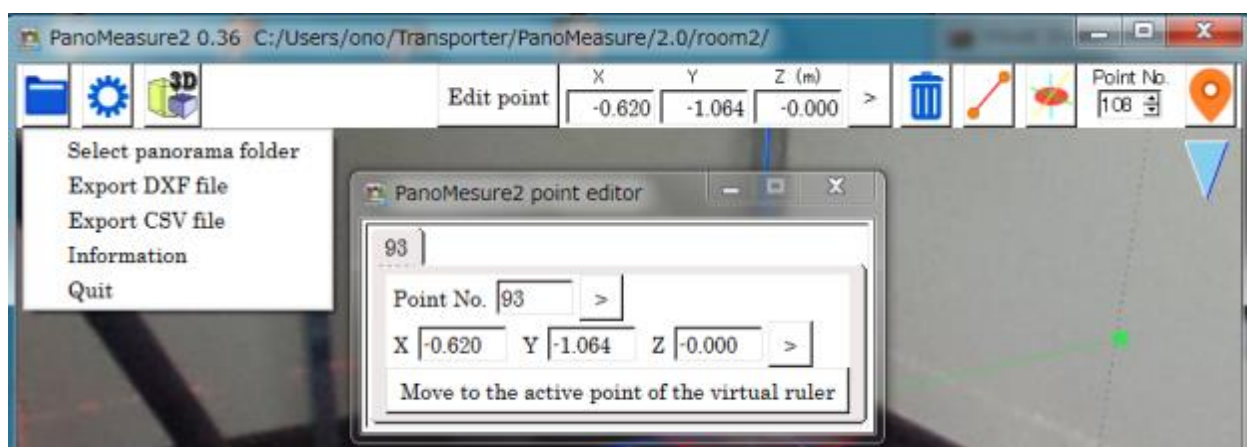 PanoMeasure2 0.36 C:/Users/ono/Transporter/PanoMeasure/2.0/room2/
3D
Edit point
X Y Z (m)
-0.620 -1.064 -0.000 >
Point No.
108
Select panorama folder
Export DXF file
Export CSV file
Information
Quit
PanoMesure2 point editor
93
Point No. 93 >
X -0.620 Y -1.064 Z -0.000 >
Move to the active point of the virtual ruler